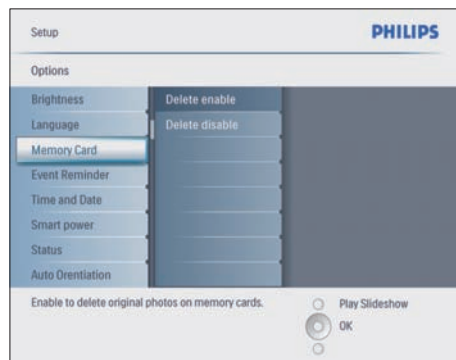 Setup
PHILIPS
Options
Brightness
Delete enable
Language
Delete disable
Memory Card
Event Reminder
Time and Date
Smart power
Status
Auto Orentiation
Enable to delete original photos on memory cards.
Play Slideshow
OK